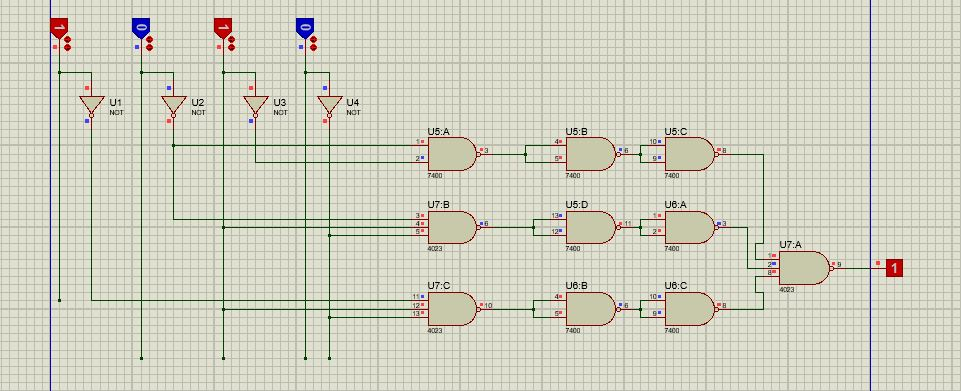 1 0 1 0
U1 U2 U3 U4
NOT NOT NOT NOT
U5:A U5:B U5:C
1 3 4 6 10 8
2 5 9
7400 7400 7400
U7:B U5:D U6:A
3 13 1
4 6 11 3
5 12 2
4023 7400 7400
U7:A
1
2 9 1
8
4023
U7:C U6:B U6:C
11 4 10
12 10 6 8
13 5 9
4023 7400 7400